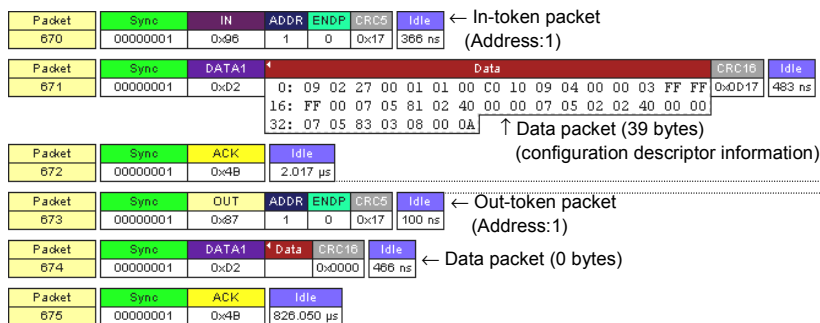 Packet Sync IN ADDR ENDP CRC5 Idle ← In-token packet
670 00000001 0x96 1 0 0x17 366 ns (Address:1)
Packet Sync DATA1 Data CRC16 Idle
671 00000001 0xD2 0: 09 02 27 00 01 01 00 C0 10 09 04 00 00 03 FF FF 0x0D17 483 ns
16: FF 00 07 05 81 02 40 00 00 07 05 02 02 40 00 00
32: 07 05 83 03 08 00 0A ↑ Data packet (39 bytes)
(configuration descriptor information)
Packet Sync ACK Idle
672 00000001 0x4B 2.017 µs
Packet Sync OUT ADDR ENDP CRC5 Idle ← Out-token packet
673 00000001 0x87 1 0 0x17 100 ns (Address:1)
Packet Sync DATA1 Data CRC16 Idle ← Data packet (0 bytes)
674 00000001 0xD2 0x0000 466 ns
Packet Sync ACK Idle
675 00000001 0x4B 826.050 µs